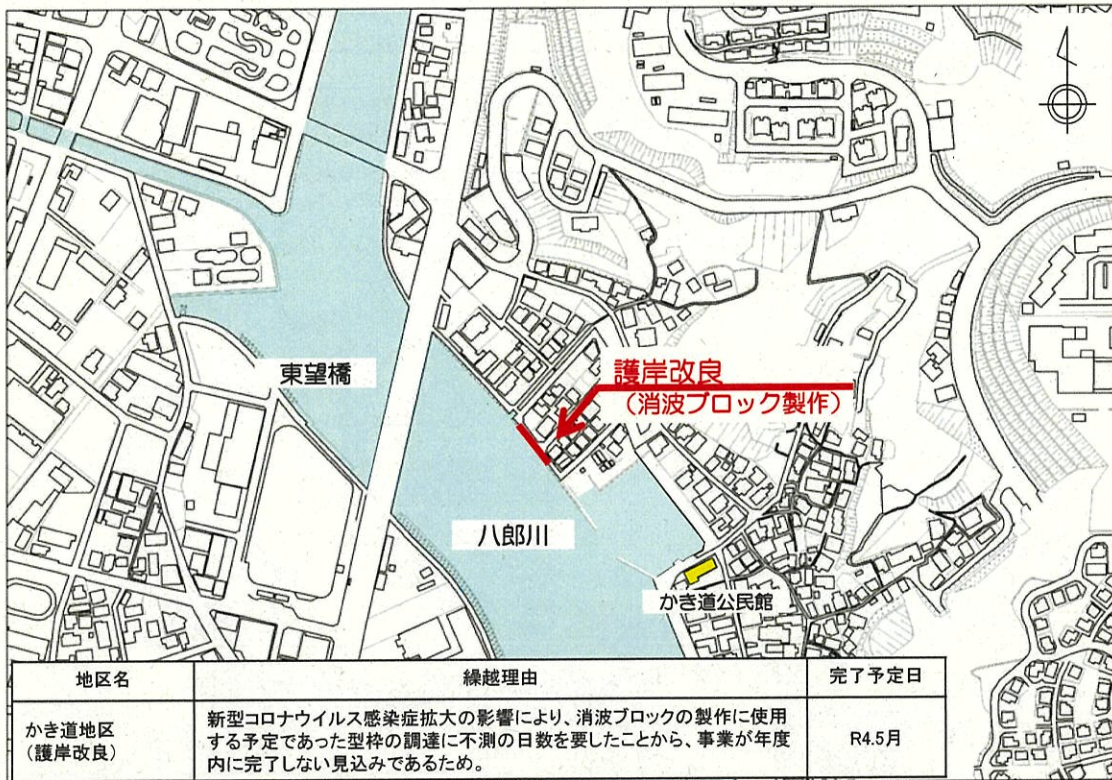 東望橋
護岸改良
（消波ブロック製作）
八郎川
かき道公民館
地区名 繰越理由 完了予定日
かき道地区
（護岸改良）
新型コロナウイルス感染症拡大の影響により、消波ブロックの製作に使用
する予定であった型枠の調達に不測の日数を要したことから、事業が年度
内に完了しない見込みであるため。
R4.5月